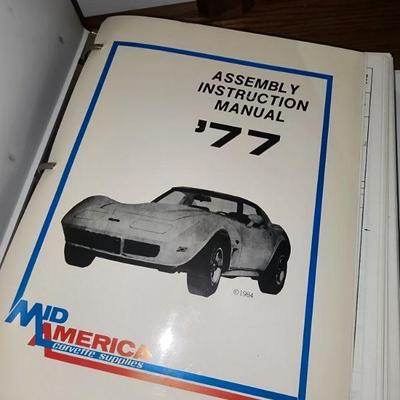 ASSEMBLY
INSTRUCTION
MANUAL
'77
©1984
MID
AMERICA
corvette supplies